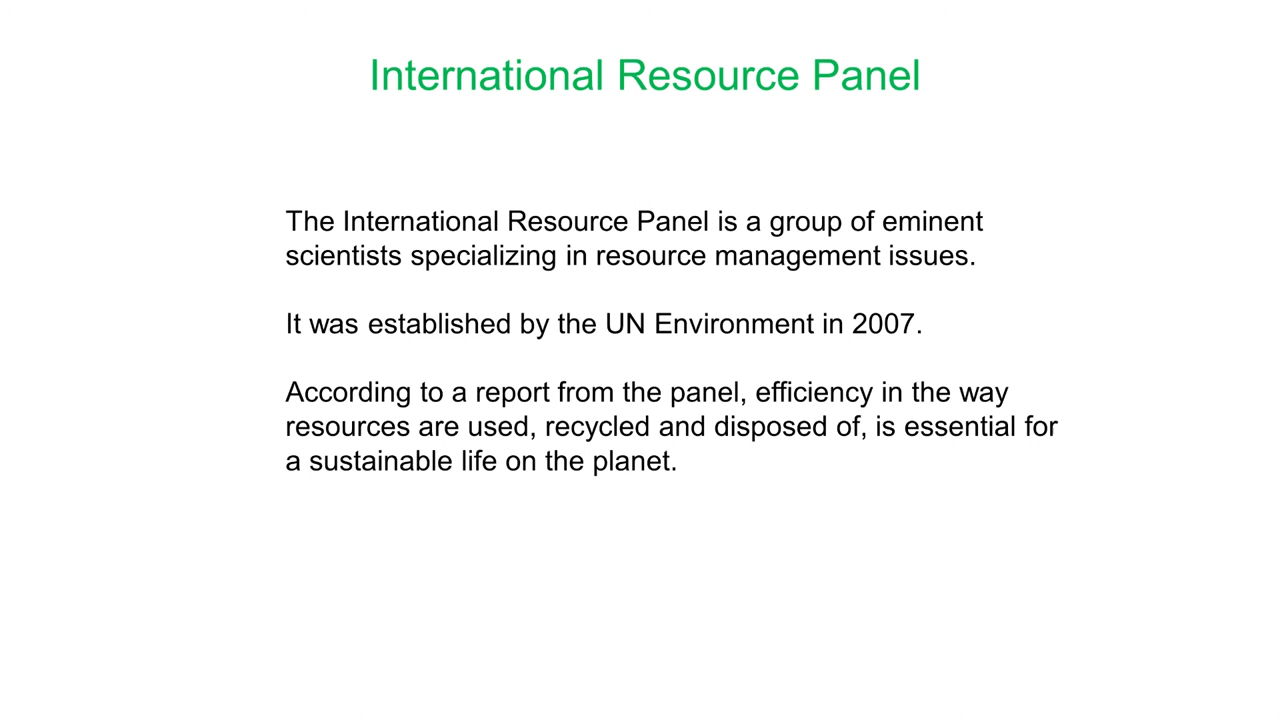 International Resource Panel
The International Resource Panel is a group of eminent
scientists specializing in resource management issues.
It was established by the UN Environment in 2007.
According to a report from the panel, efficiency in the way
resources are used, recycled and disposed of, is essential for
a sustainable life on the planet.